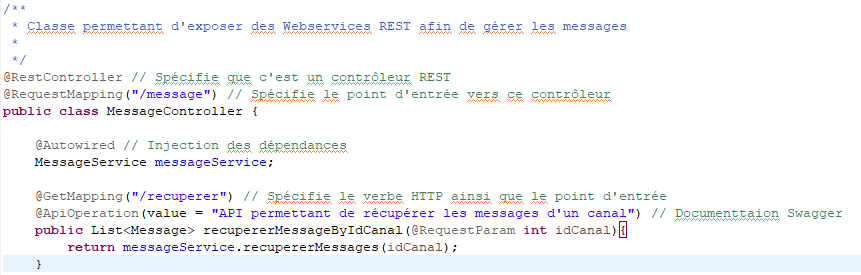 /**
 * Classe permettant d'exposer des Webservices REST afin de gérer les messages
 *
 */
@RestController // Spécifie que c'est un contrôleur REST
@RequestMapping("/message") // Spécifie le point d'entrée vers ce contrôleur
public class MessageController {
    @Autowired // Injection des dépendances
    MessageService messageService;
    @GetMapping("/recuperer") // Spécifie le verbe HTTP ainsi que le point d'entrée
    @ApiOperation(value = "API permettant de récupérer les messages d'un canal") // Documenttaion Swagger
    public List<Message> recupererMessageByIdCanal(@RequestParam int idCanal){
        return messageService.recupererMessages(idCanal);
    }